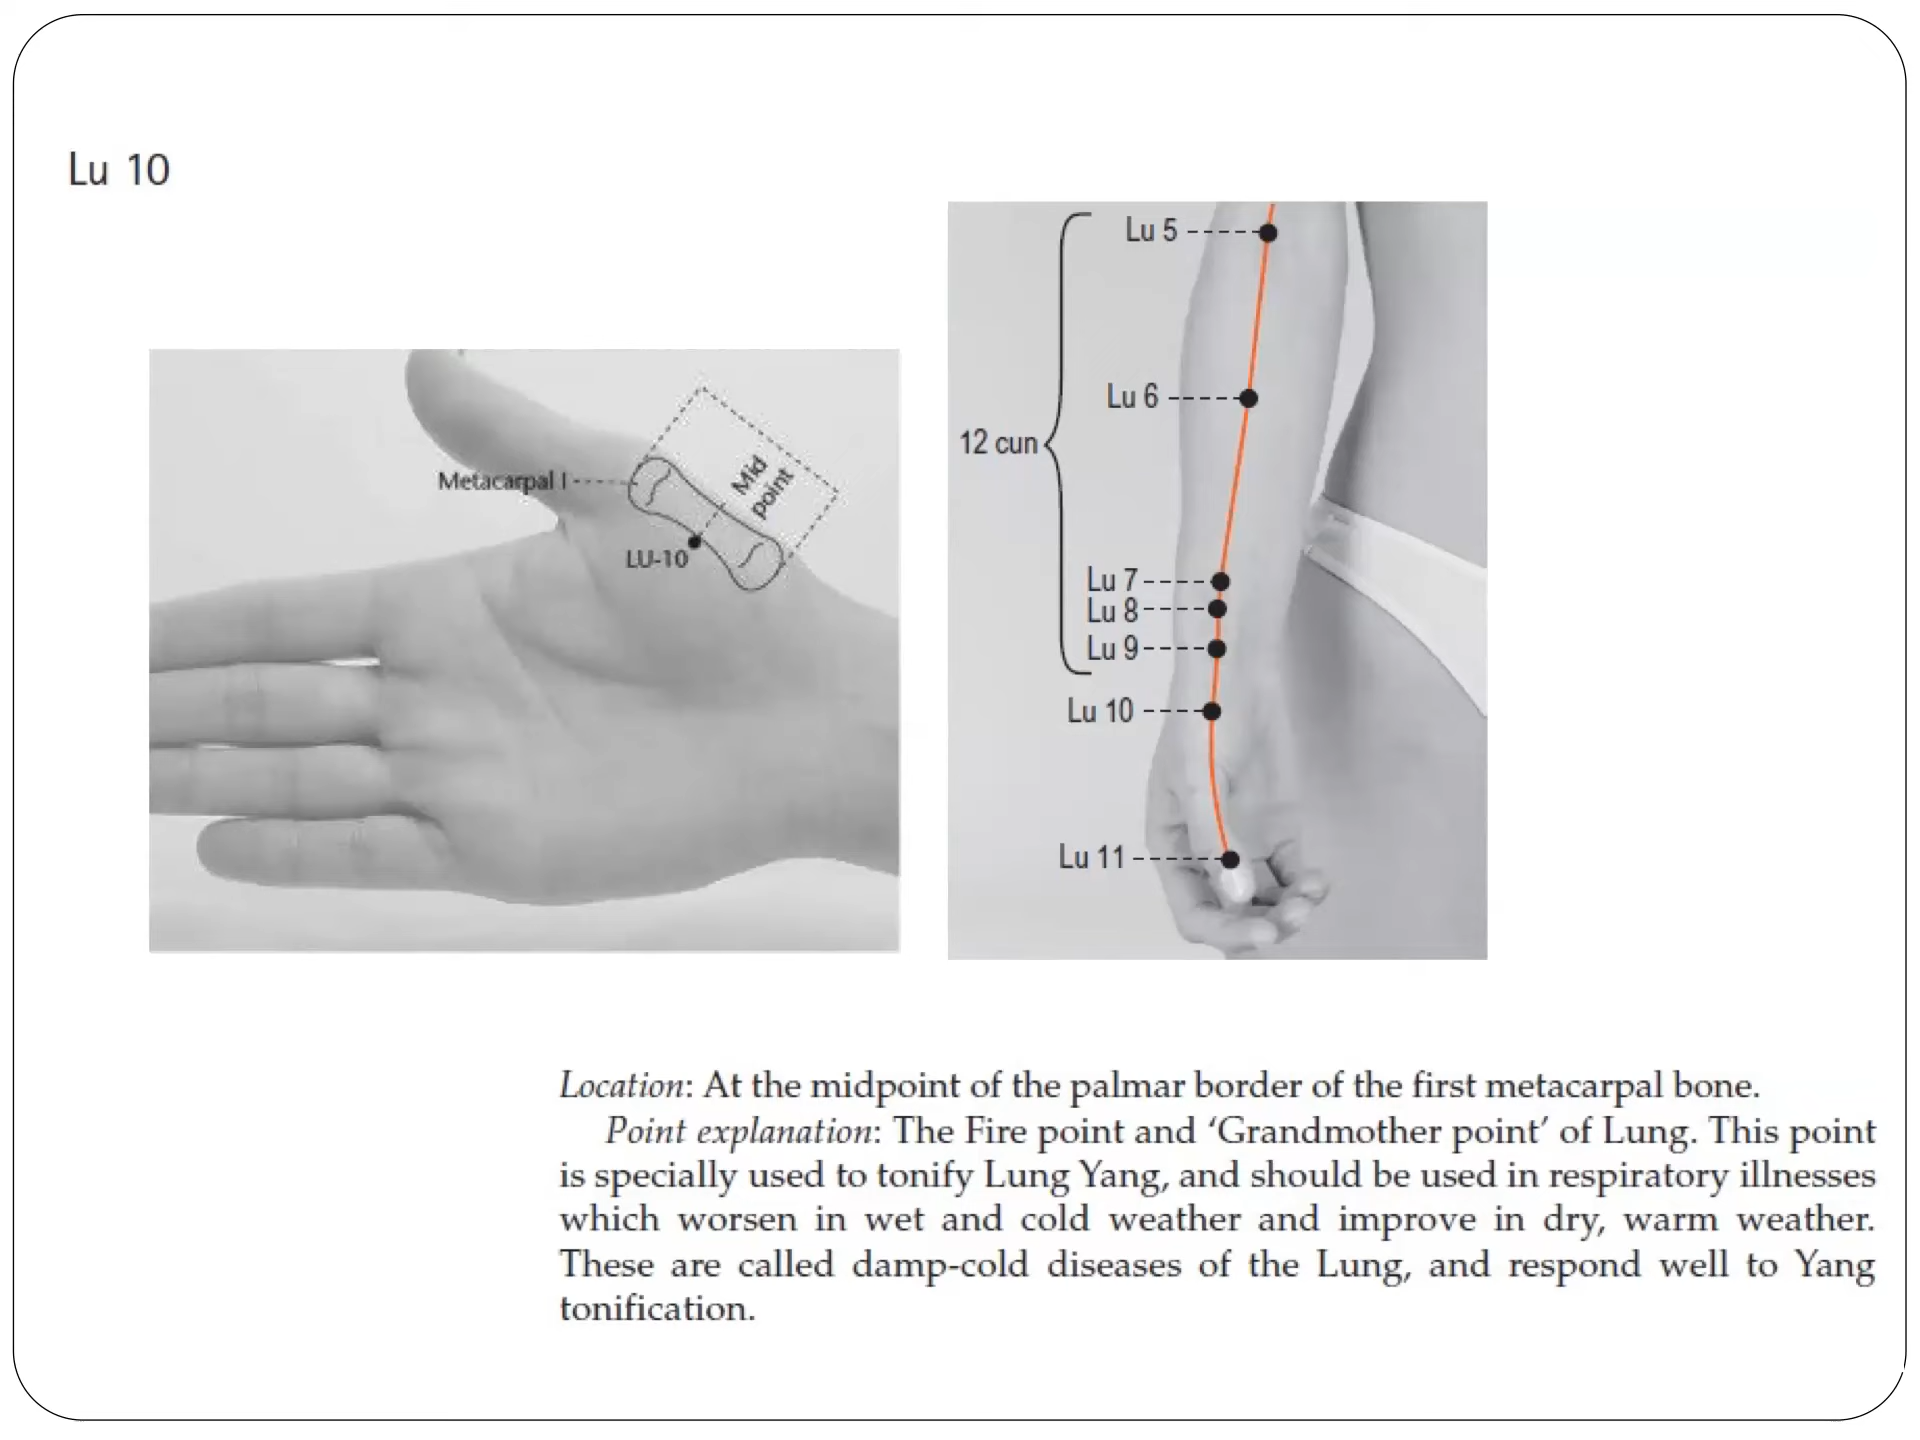 Lu 10
Metacarpal I
Mid
point
LU-10
Lu 5
Lu 6
12 cun
Lu 7
Lu 8
Lu 9
Lu 10
Lu 11
Location: At the midpoint of the palmar border of the first metacarpal bone.
Point explanation: The Fire point and ‘Grandmother point’ of Lung. This point
is specially used to tonify Lung Yang, and should be used in respiratory illnesses
which worsen in wet and cold weather and improve in dry, warm weather.
These are called damp-cold diseases of the Lung, and respond well to Yang
tonification.